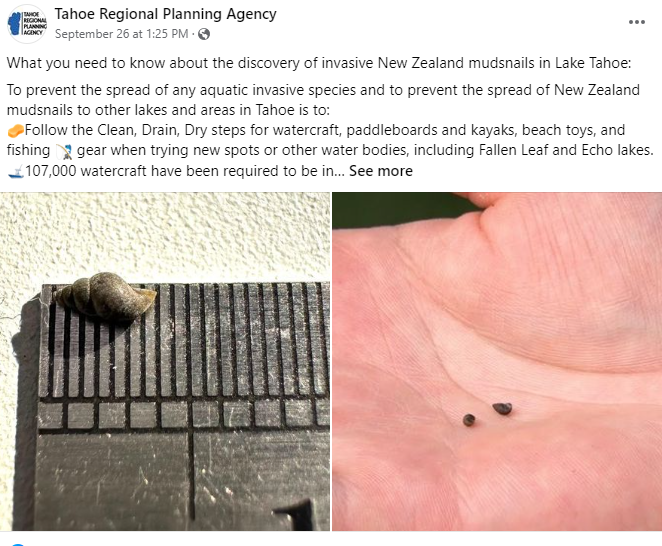 TAHOE
REGIONAL
PLANNING
AGENCY
Tahoe Regional Planning Agency
September 26 at 1:25 PM ·
What you need to know about the discovery of invasive New Zealand mudsnails in Lake Tahoe:
To prevent the spread of any aquatic invasive species and to prevent the spread of New Zealand
mudsnails to other lakes and areas in Tahoe is to:
🧽Follow the Clean, Drain, Dry steps for watercraft, paddleboards and kayaks, beach toys, and
fishing 🎣 gear when trying new spots or other water bodies, including Fallen Leaf and Echo lakes.
🚤107,000 watercraft have been required to be in... See more